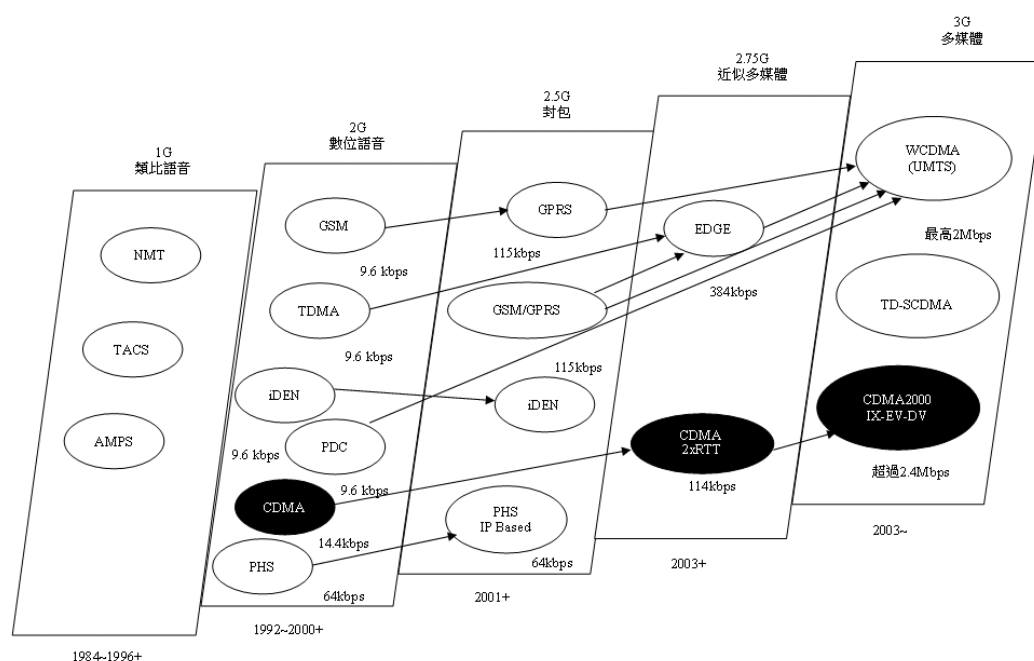 1G
類比語音
NMT
TACS
AMPS
1984~1996+
2G
數位語音
GSM
9.6 kbps
TDMA
9.6 kbps
iDEN
9.6 kbps
PDC
9.6 kbps
CDMA
14.4kbps
PHS
64kbps
1992~2000+
2.5G
封包
GPRS
115kbps
GSM/GPRS
115kbps
iDEN
PHS
IP Based
64kbps
2001+
2.75G
近似多媒體
EDGE
384kbps
CDMA
2xRTT
114kbps
2003+
3G
多媒體
WCDMA
(UMTS)
最高2Mbps
TD-SCDMA
CDMA2000
IX-EV-DV
超過2.4Mbps
2003~